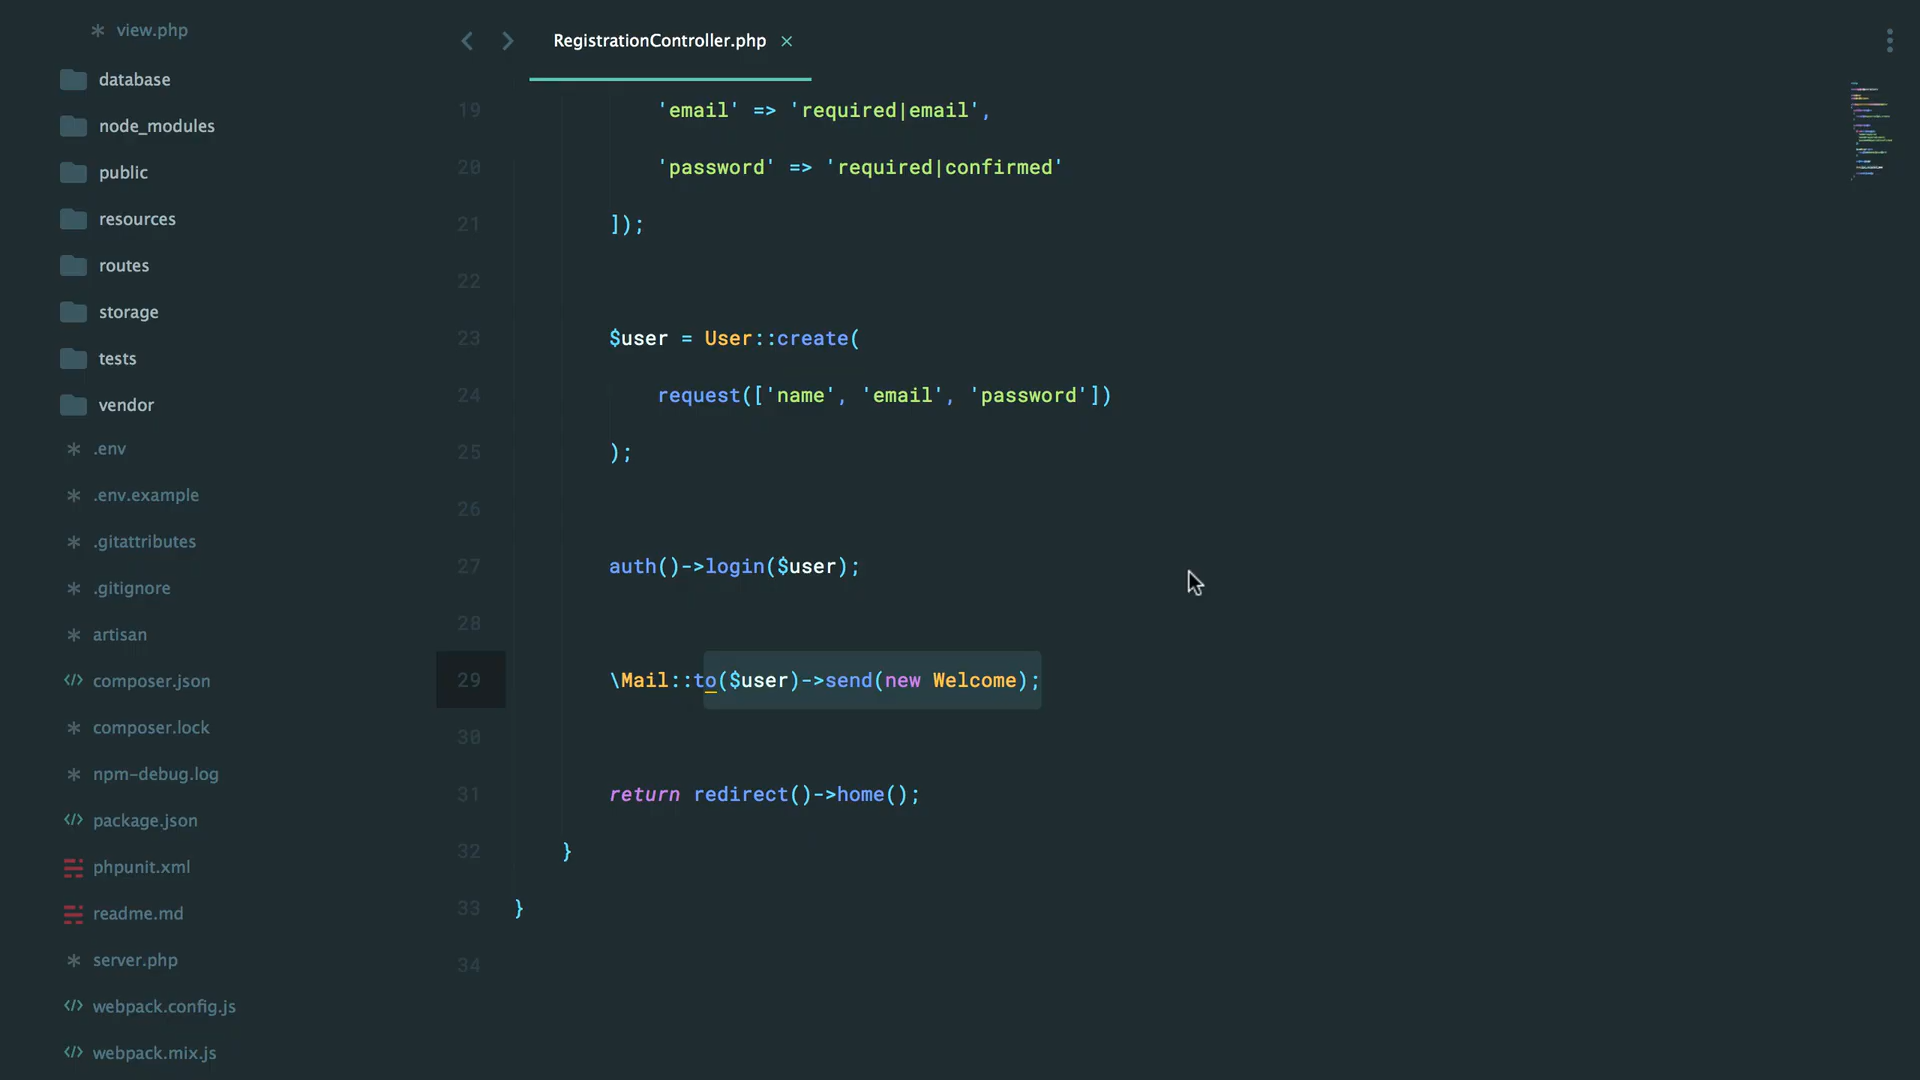 view.php
database
node_modules
public
resources
routes
storage
tests
vendor
.env
.env.example
.gitattributes
.gitignore
artisan
composer.json
composer.lock
npm-debug.log
package.json
phpunit.xml
readme.md
server.php
webpack.config.js
webpack.mix.js
RegistrationController.php
19 'email' => 'required|email',
20 'password' => 'required|confirmed'
21 ]);
22
23 $user = User::create(
24 request(['name', 'email', 'password'])
25 );
26
27 auth()->login($user);
28
29 \Mail::to($user)->send(new Welcome);
30
31 return redirect()->home();
32 }
33 }
34